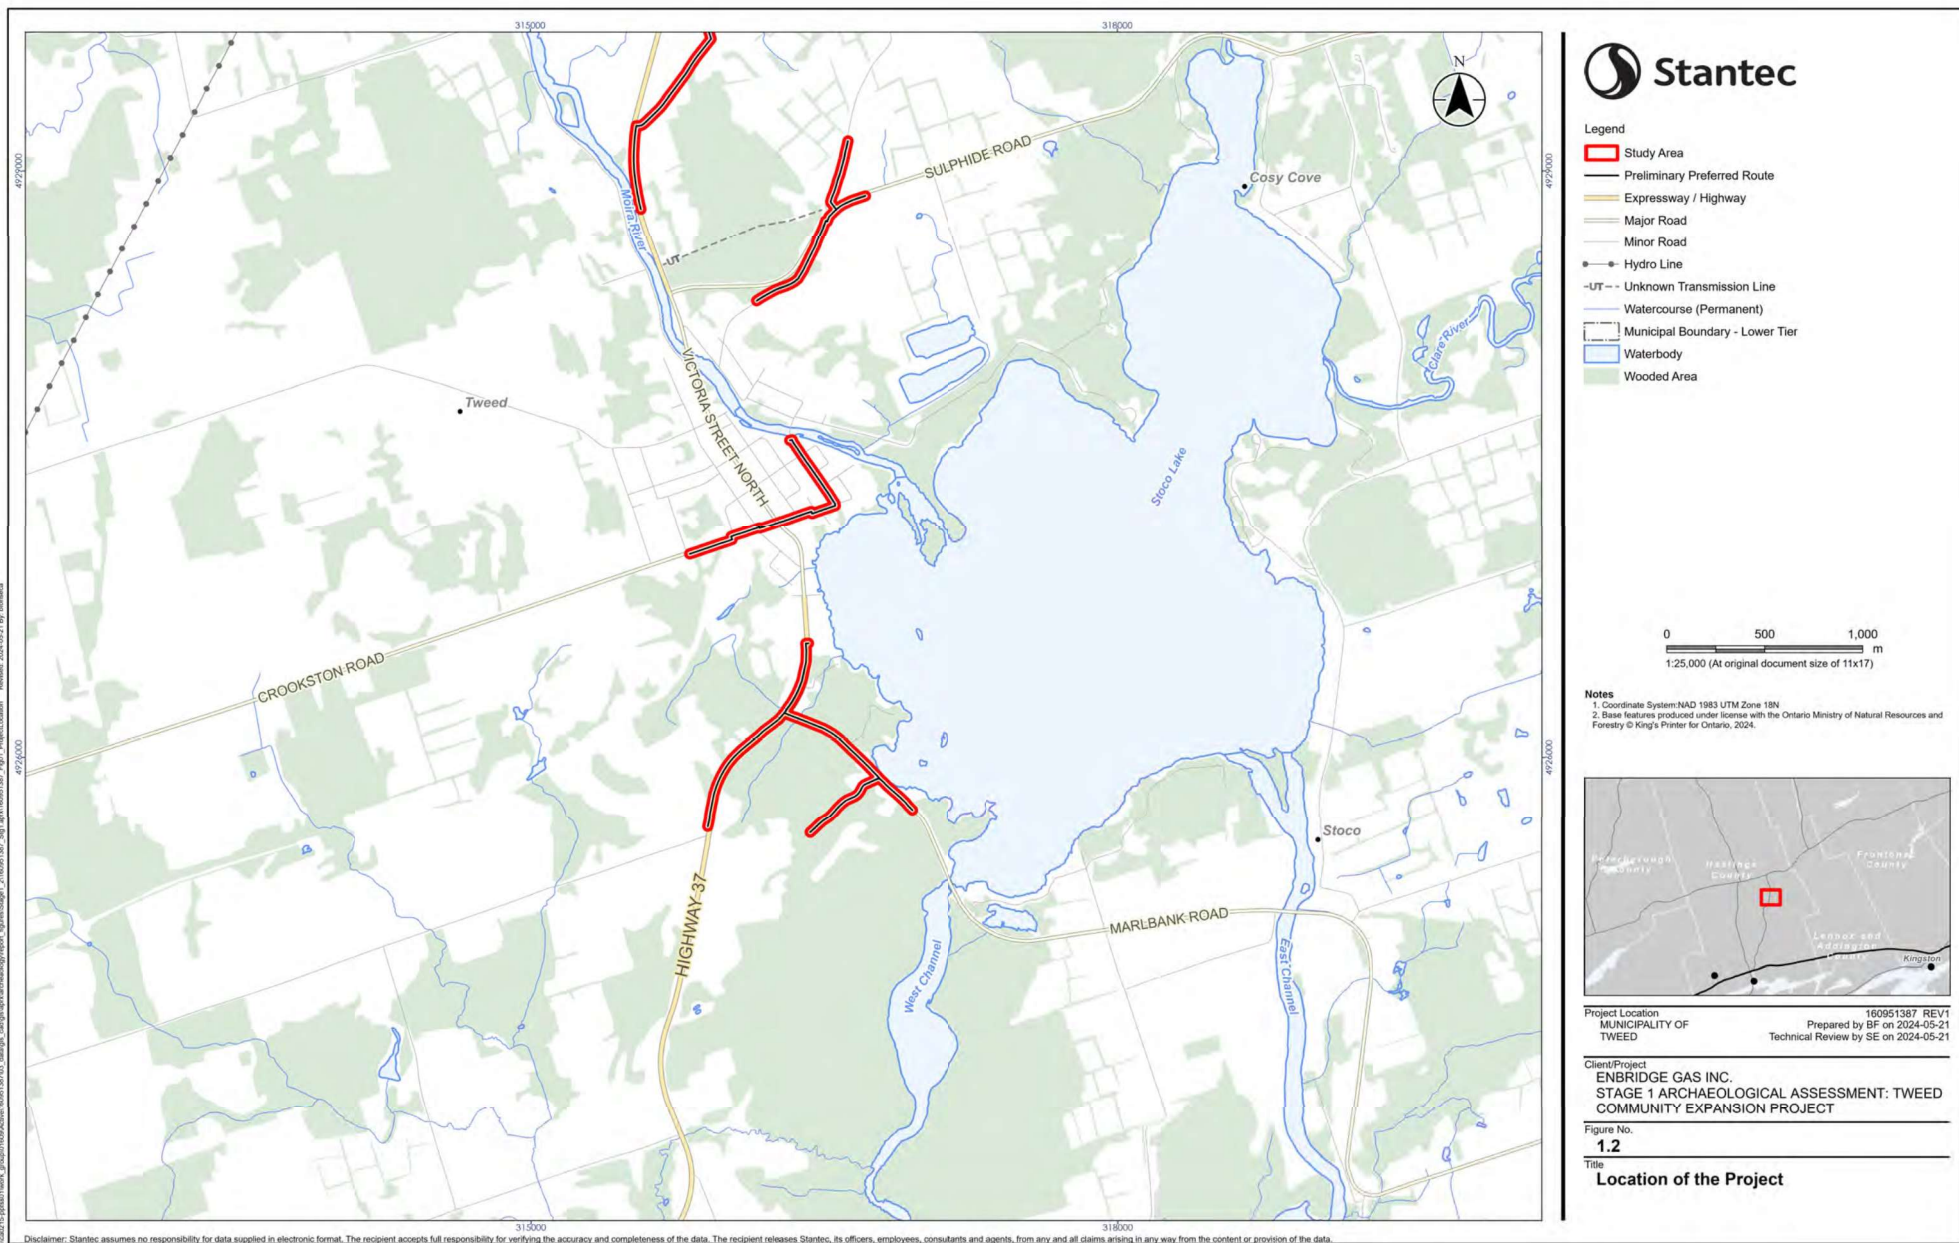 315000
318000
4929000
4929000
N
SULPHIDE ROAD
Cosy Cove
Moira River
-UT-
Clare River
VICTORIA STREET NORTH
Tweed
Stoco Lake
CROOKSTON ROAD
4926000
4926000
Stoco
HIGHWAY 37
MARLBANK ROAD
West Channel
East Channel
315000
318000
Stantec
Legend
Study Area
Preliminary Preferred Route
Expressway / Highway
Major Road
Minor Road
Hydro Line
-UT-- Unknown Transmission Line
Watercourse (Permanent)
Municipal Boundary - Lower Tier
Waterbody
Wooded Area
0 500 1,000
m
1:25,000 (At original document size of 11x17)
Notes
1. Coordinate System:NAD 1983 UTM Zone 18N
2. Base features produced under license with the Ontario Ministry of Natural Resources and
Forestry © King's Printer for Ontario, 2024.
Peterborough
County
Hastings
County
Frontenac
County
Lennox and
Addington
County
Kingston
Project Location
MUNICIPALITY OF
TWEED
160951387 REV1
Prepared by BF on 2024-05-21
Technical Review by SE on 2024-05-21
Client/Project
ENBRIDGE GAS INC.
STAGE 1 ARCHAEOLOGICAL ASSESSMENT: TWEED
COMMUNITY EXPANSION PROJECT
Figure No.
1.2
Title
Location of the Project
Disclaimer: Stantec assumes no responsibility for data supplied in electronic format. The recipient accepts full responsibility for verifying the accuracy and completeness of the data. The recipient releases Stantec, its officers, employees, consultants and agents, from any and all claims arising in any way from the content or provision of the data.